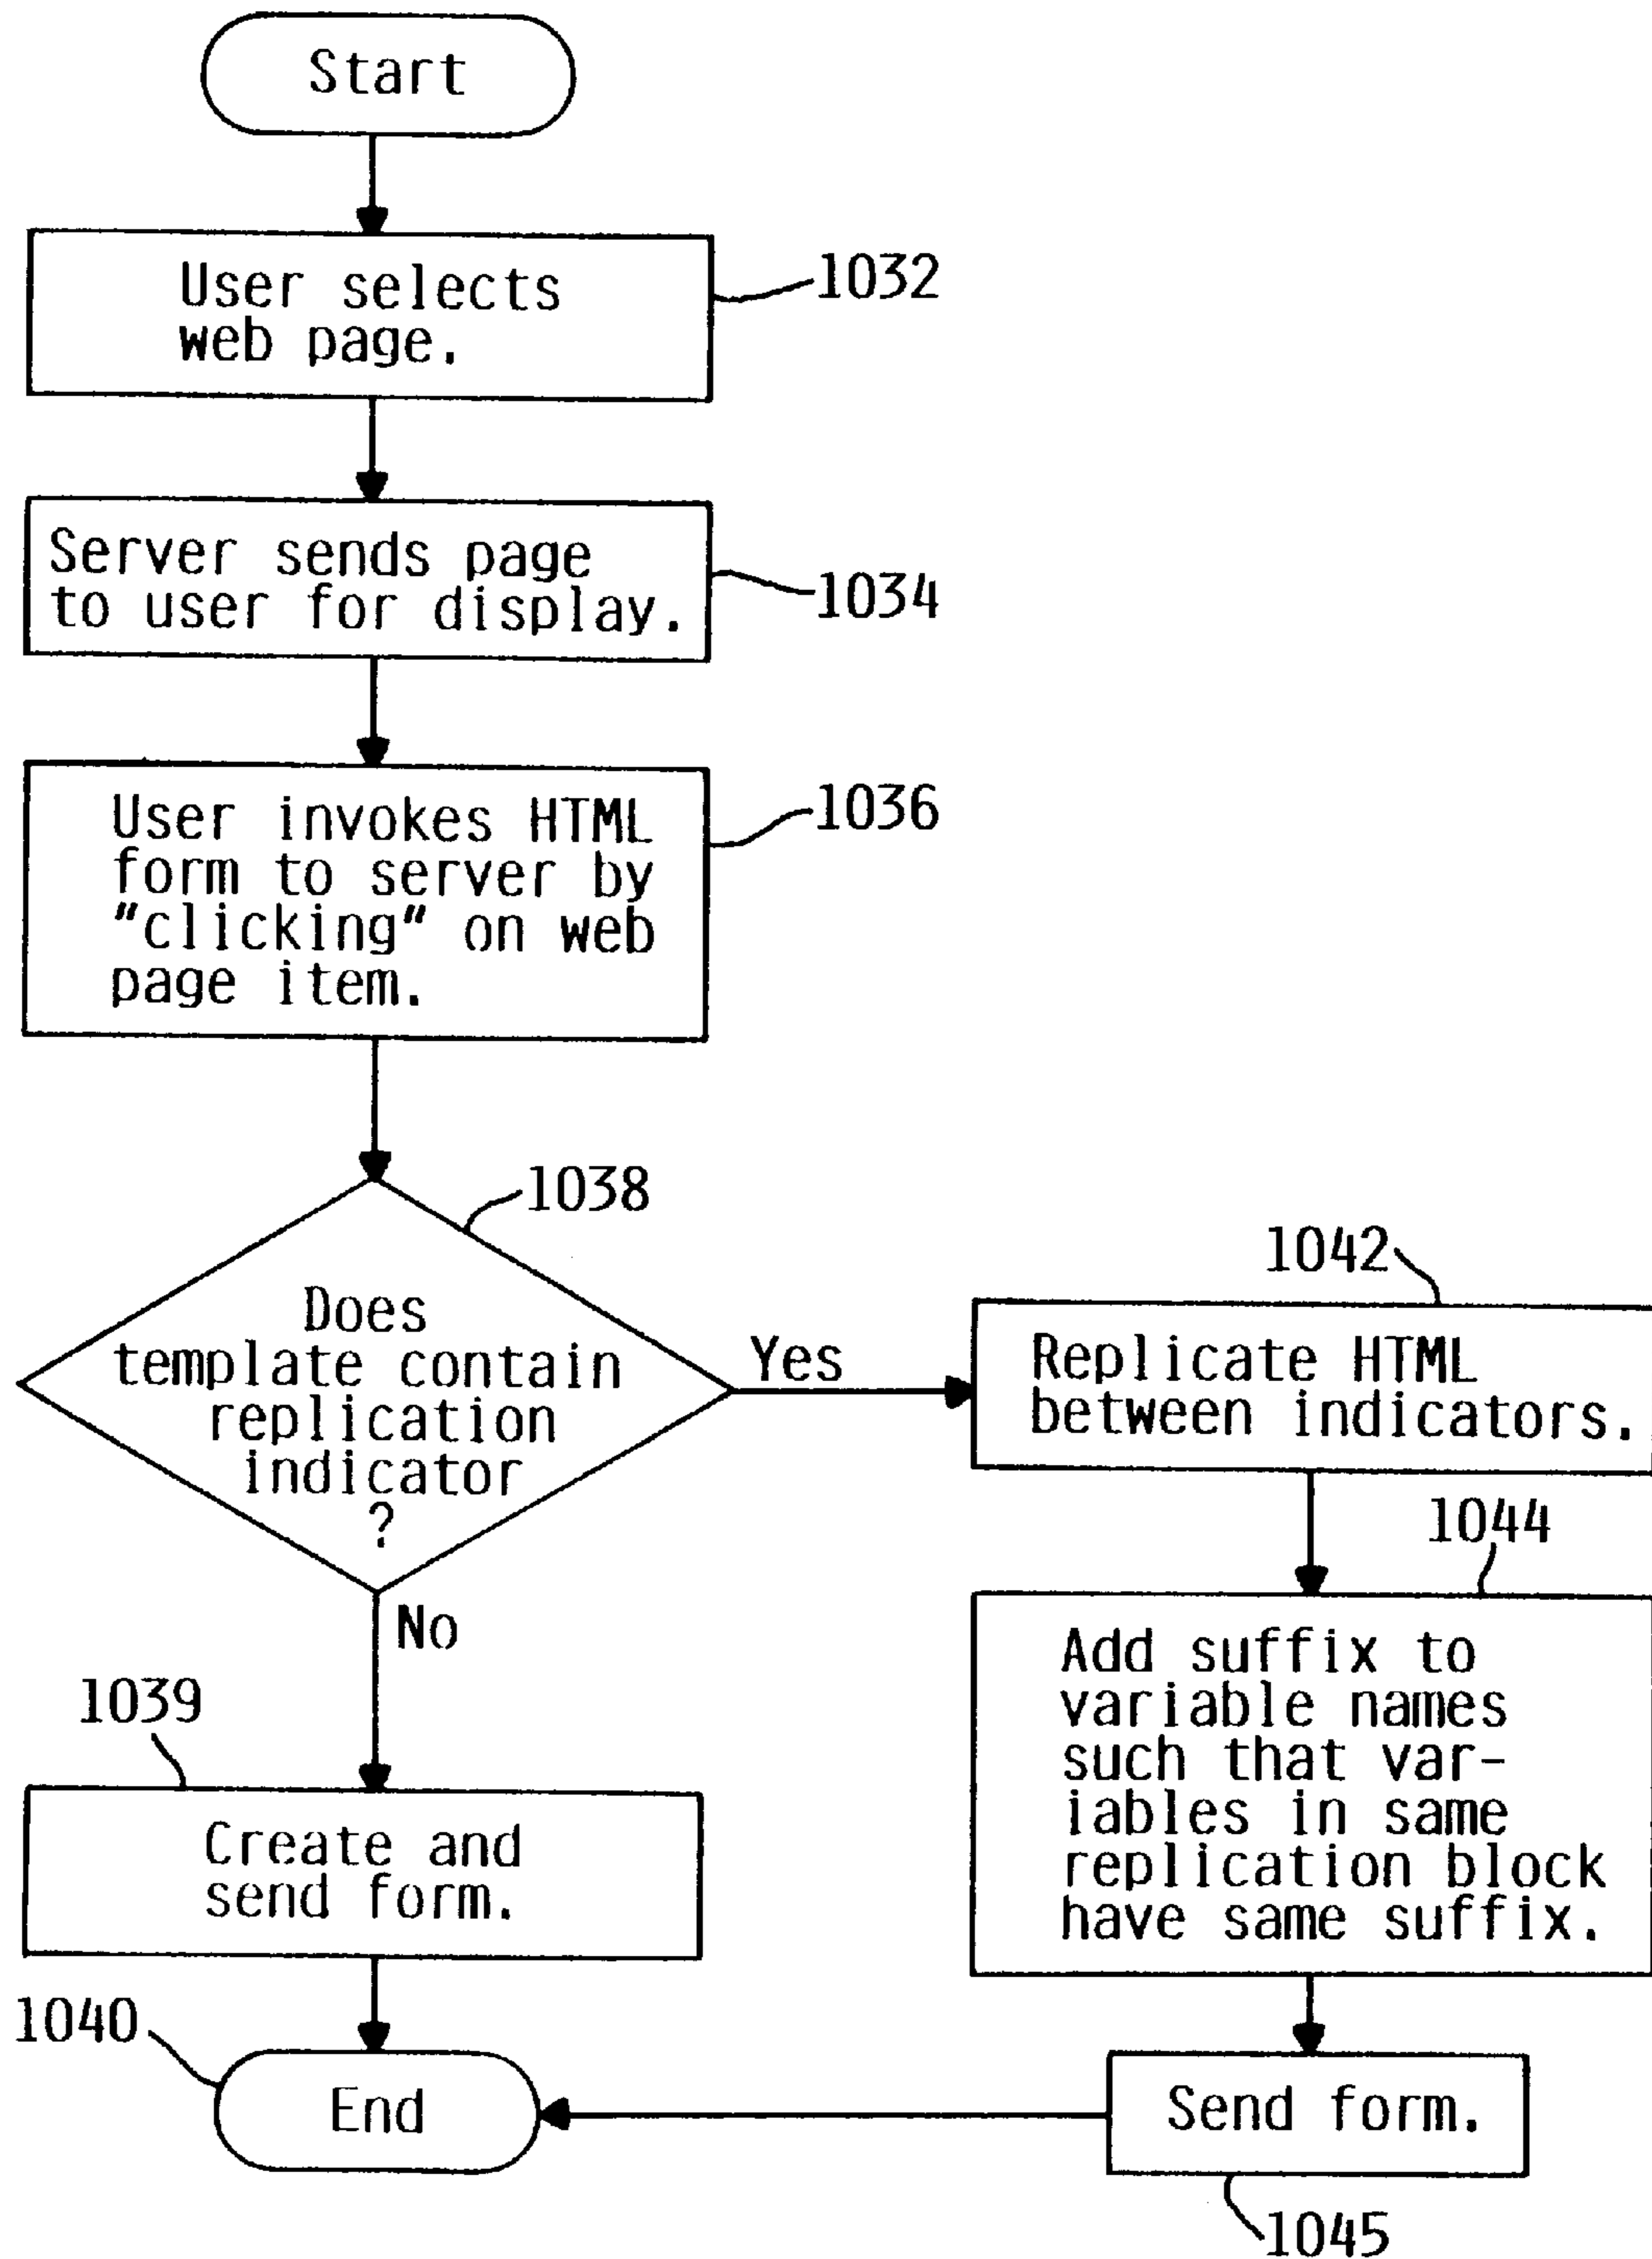 Start
User selects
web page.
1032
Server sends page
to user for display.
1034
User invokes HTML
form to server by
"clicking" on web
page item.
1036
1038
Does
template contain
replication
indicator
?
Yes
No
1042
Replicate HTML
between indicators.
1044
Add suffix to
variable names
such that var-
iables in same
replication block
have same suffix.
1039
Create and
send form.
1040
End
Send form.
1045